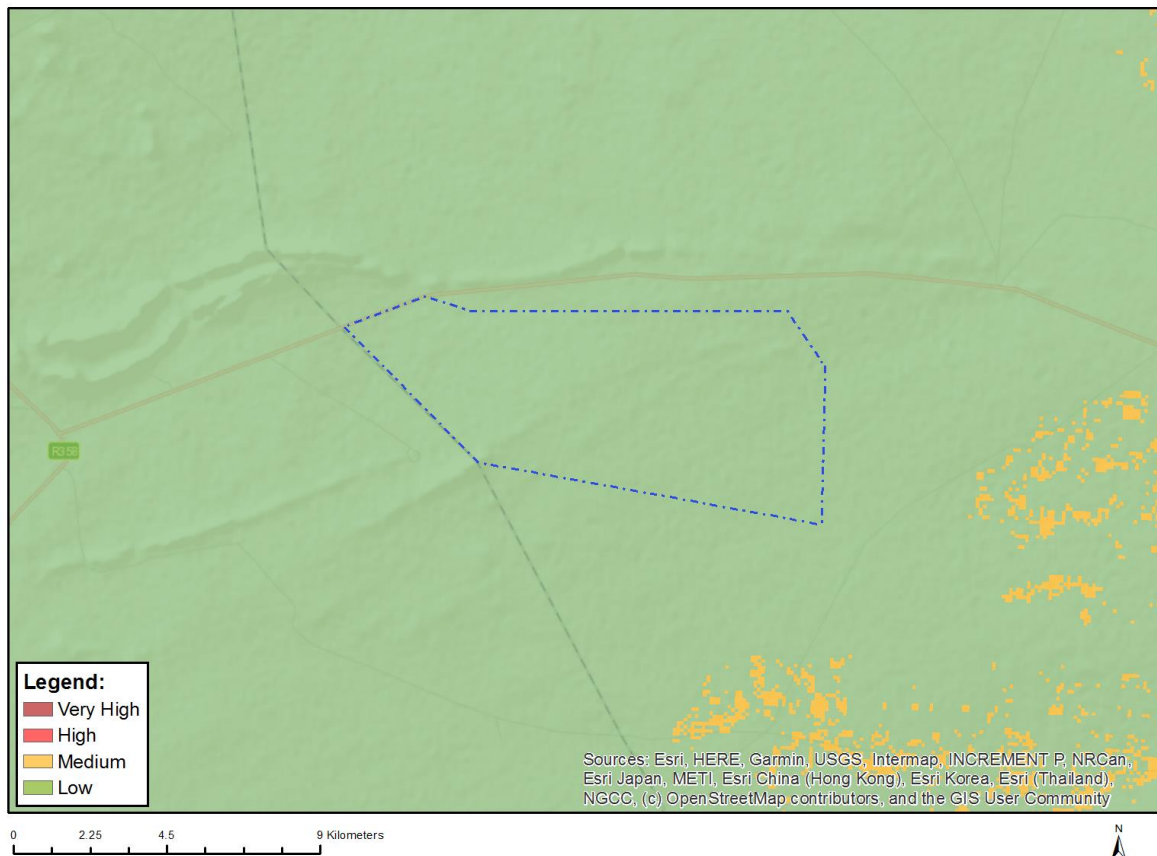 R356
Legend:
Very High
High
Medium
Low
Sources: Esri, HERE, Garmin, USGS, Intermap, INCREMENT P, NRCan,
Esri Japan, METI, Esri China (Hong Kong), Esri Korea, Esri (Thailand),
NGCC, (c) OpenStreetMap contributors, and the GIS User Community
0 2.25 4.5 9 Kilometers
N